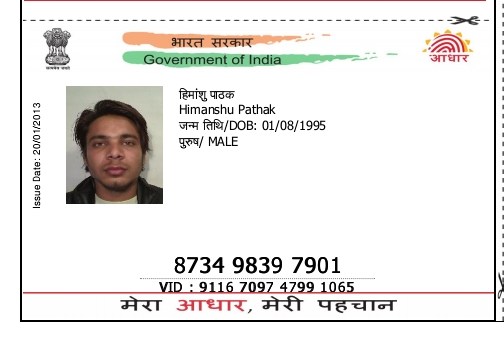 भारत सरकार
Government of India
आधार
Issue Date: 20/01/2013
हिमांशु पाठक
Himanshu Pathak
जन्म तिथि/DOB: 01/08/1995
पुरुष/ MALE
8734 9839 7901
VID : 9116 7097 4799 1065
मेरा आधार, मेरी पहचान